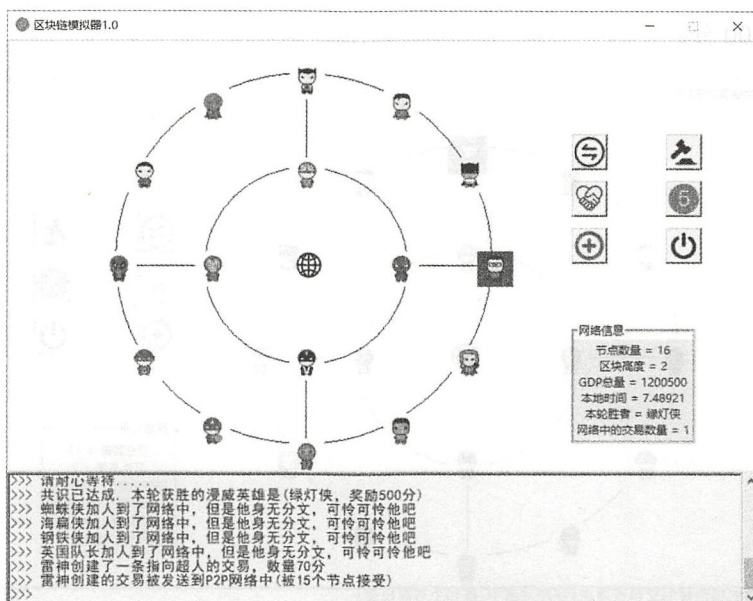 区块链模拟器1.0
5
网络信息
节点数量 = 16
区块高度 = 2
GDP总量 = 1200500
本地时间 = 7.48921
本轮胜者 = 绿灯侠
网络中的交易数量 = 1
>>> 请耐心等待.....
>>> 共识已达成, 本轮获胜的漫威英雄是(绿灯侠, 奖励500分)
>>> 蜘蛛侠加人到了网络中, 但是他身无分文, 可怜可怜他吧
>>> 海扁侠加人到了网络中, 但是他身无分文, 可怜可怜他吧
>>> 钢铁侠加人到了网络中, 但是他身无分文, 可怜可怜他吧
>>> 英国队长加人到了网络中, 但是他身无分文, 可怜可怜他吧
>>> 雷神创建了一条指向超人的交易, 数量70分
>>> 雷神创建的交易被发送到P2P网络中(被15个节点接受)
>>>